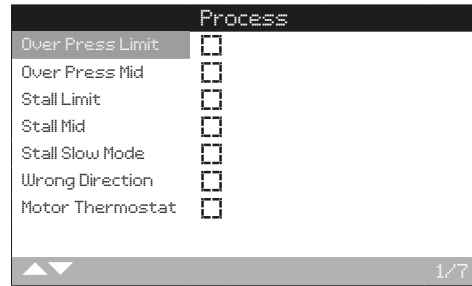 Process
Over Press Limit
Over Press Mid
Stall Limit
Stall Mid
Stall Slow Mode
Wrong Direction
Motor Thermostat
1/7